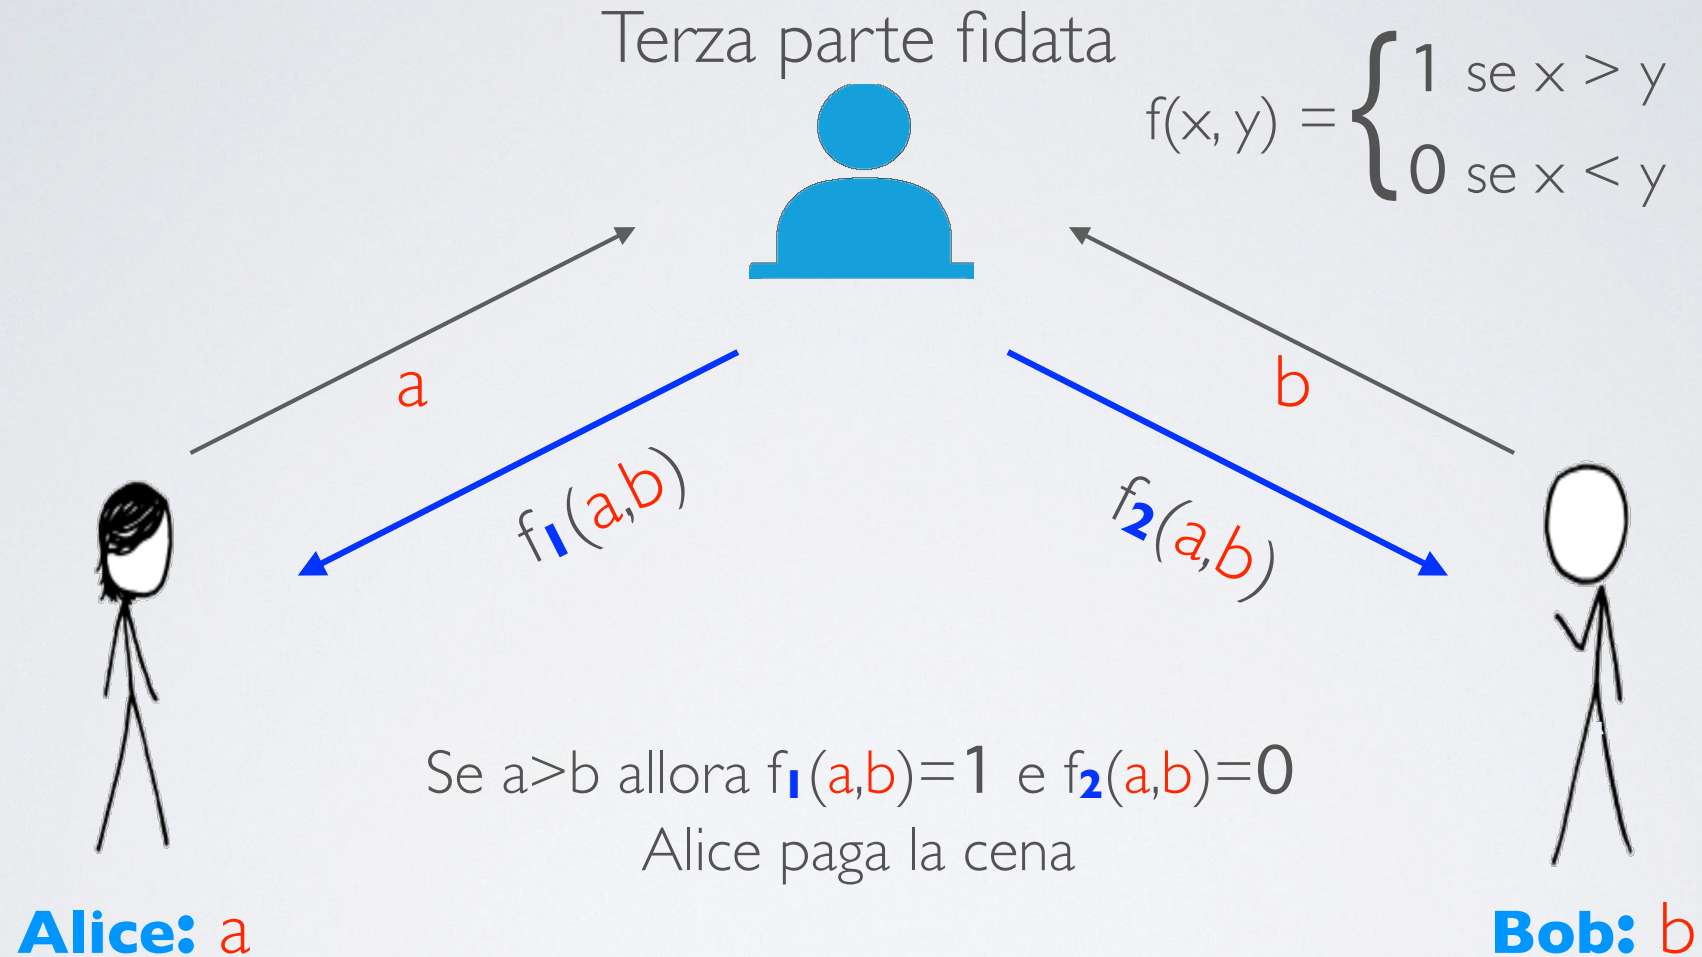 Terza parte fidata
f(x, y) = { 1 se x > y
0 se x < y
a
b
f1(a,b)
f2(a,b)
Se a>b allora f1(a,b)=1 e f2(a,b)=0
Alice paga la cena
Alice: a
Bob: b